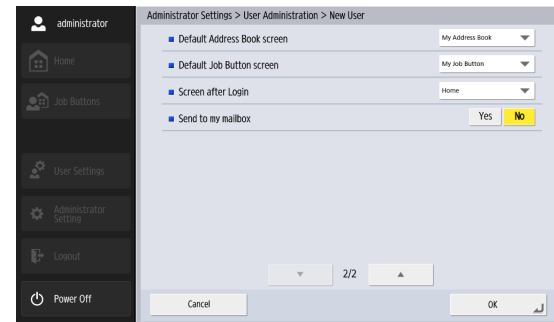 administrator
Administrator Settings > User Administration > New User
Home
Job Buttons
User Settings
Administrator
Setting
Logout
Power Off
Default Address Book screen
My Address Book
Default Job Button screen
My Job Button
Screen after Login
Home
Send to my mailbox
Yes
No
2/2
Cancel
OK